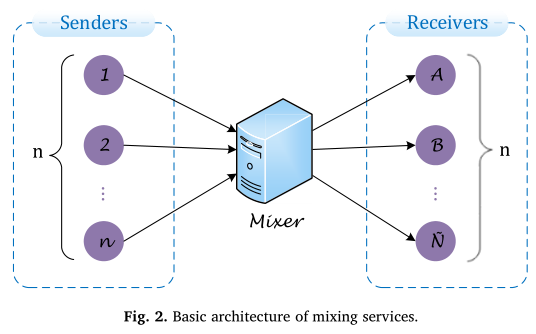 Senders
Receivers
1
A
n
2
B
n
⋮
⋮
n
Ñ
Mixer
Fig. 2. Basic architecture of mixing services.